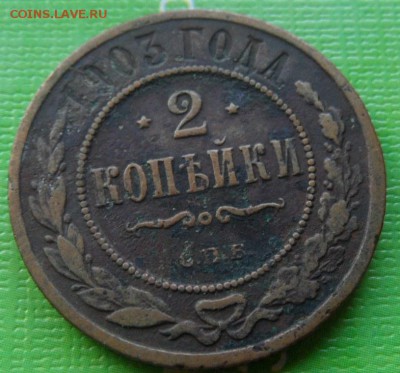 COINS.LAVE.RU
1903 ГОДА
2
КОПѢЙКИ
С.П.Б.